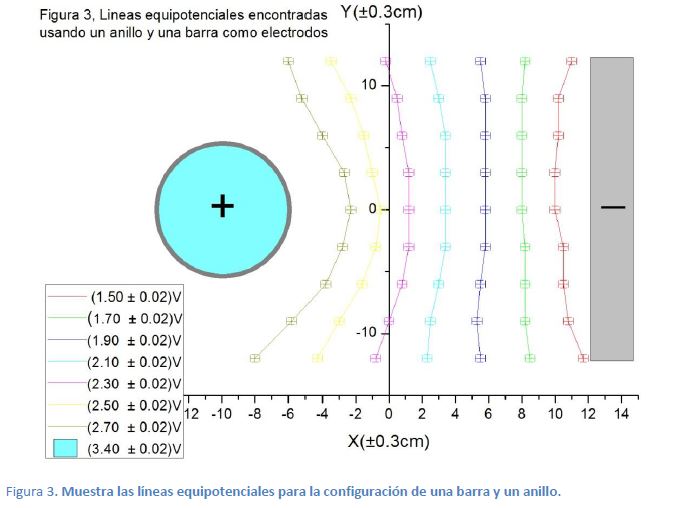 Figura 3, Lineas equipotenciales encontradas
usando un anillo y una barra como electrodos
Y(±0.3cm)
10
0
-10
+
—
(1.50 ± 0.02)V
(1.70 ± 0.02)V
(1.90 ± 0.02)V
(2.10 ± 0.02)V
(2.30 ± 0.02)V
(2.50 ± 0.02)V
(2.70 ± 0.02)V
(3.40 ± 0.02)V
12 -10 -8 -6 -4 -2 0 2 4 6 8 10 12 14
X(±0.3cm)
Figura 3. Muestra las líneas equipotenciales para la configuración de una barra y un anillo.